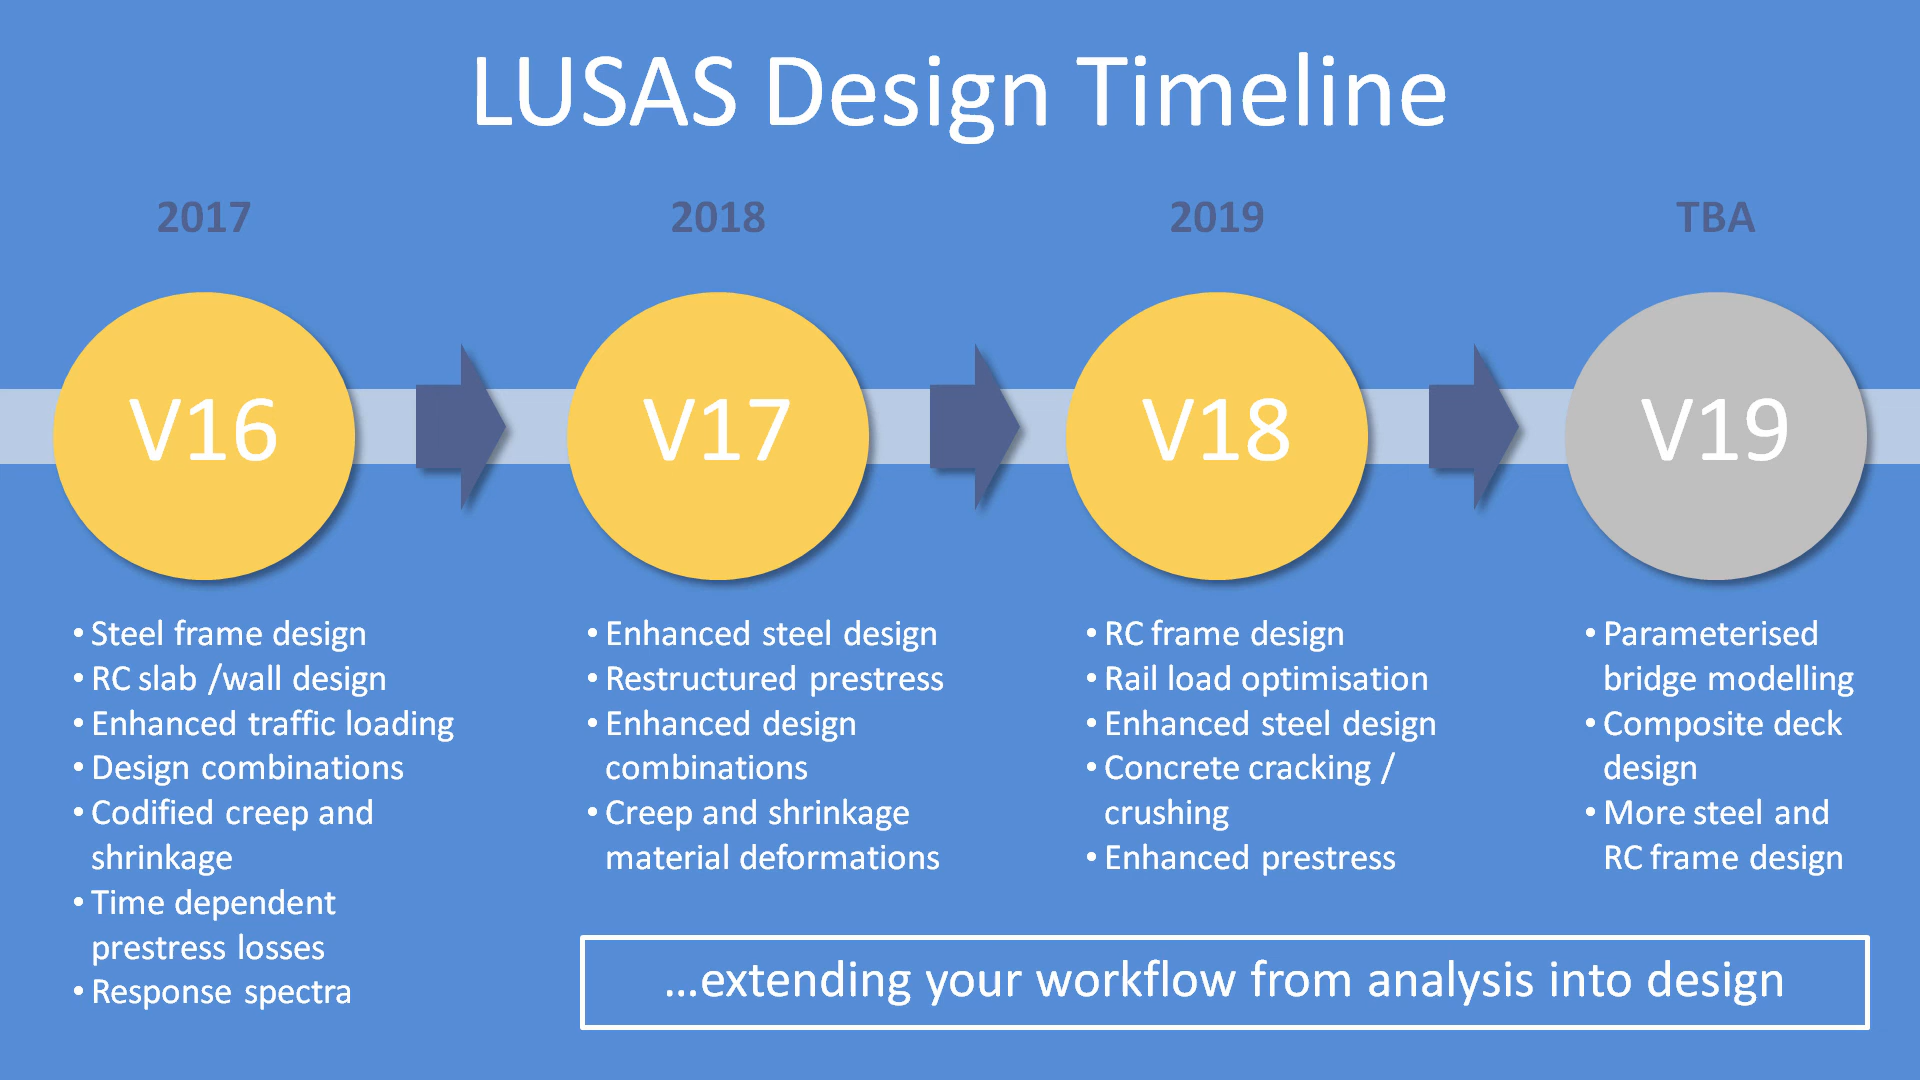 LUSAS Design Timeline
2017
2018
2019
TBA
V16
V17
V18
V19
• Steel frame design
• RC slab /wall design
• Enhanced traffic loading
• Design combinations
• Codified creep and
shrinkage
• Time dependent
prestress losses
• Response spectra
• Enhanced steel design
• Restructured prestress
• Enhanced design
combinations
• Creep and shrinkage
material deformations
• RC frame design
• Rail load optimisation
• Enhanced steel design
• Concrete cracking /
crushing
• Enhanced prestress
• Parameterised
bridge modelling
• Composite deck
design
• More steel and
RC frame design
...extending your workflow from analysis into design